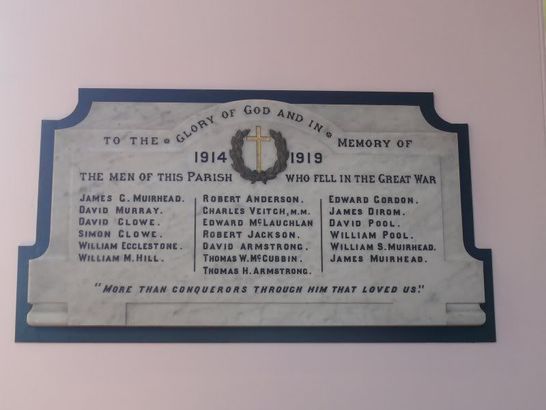 TO THE GLORY OF GOD AND IN MEMORY OF
1914 1919
THE MEN OF THIS PARISH WHO FELL IN THE GREAT WAR
JAMES G. MUIRHEAD.
DAVID MURRAY.
DAVID CLOWE.
SIMON CLOWE.
WILLIAM ECCLESTONE.
WILLIAM M. HILL.
ROBERT ANDERSON.
CHARLES VEITCH, M.M.
EDWARD McLAUCHLAN
ROBERT JACKSON.
DAVID ARMSTRONG.
THOMAS W. McCUBBIN.
THOMAS H. ARMSTRONG.
EDWARD GORDON.
JAMES DIROM.
DAVID POOL.
WILLIAM POOL.
WILLIAM S. MUIRHEAD.
JAMES MUIRHEAD.
"MORE THAN CONQUERORS THROUGH HIM THAT LOVED US."